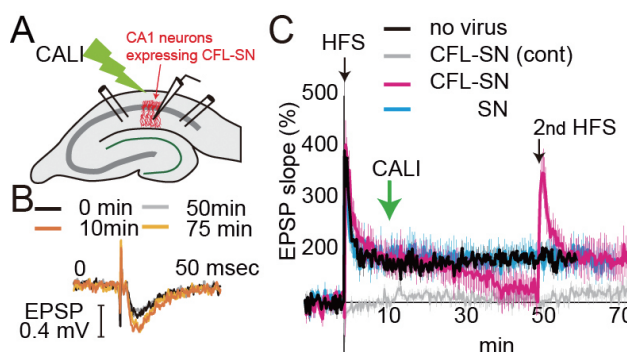 A
CALI
CA1 neurons
expressing CFL-SN
B
0 min
50min
10min
75 min
0
50 msec
EPSP
0.4 mV
C
HFS
no virus
CFL-SN (cont)
CFL-SN
SN
2nd HFS
CALI
EPSP slope (%)
500
400
300
200
100
0
10
30
50
70
min